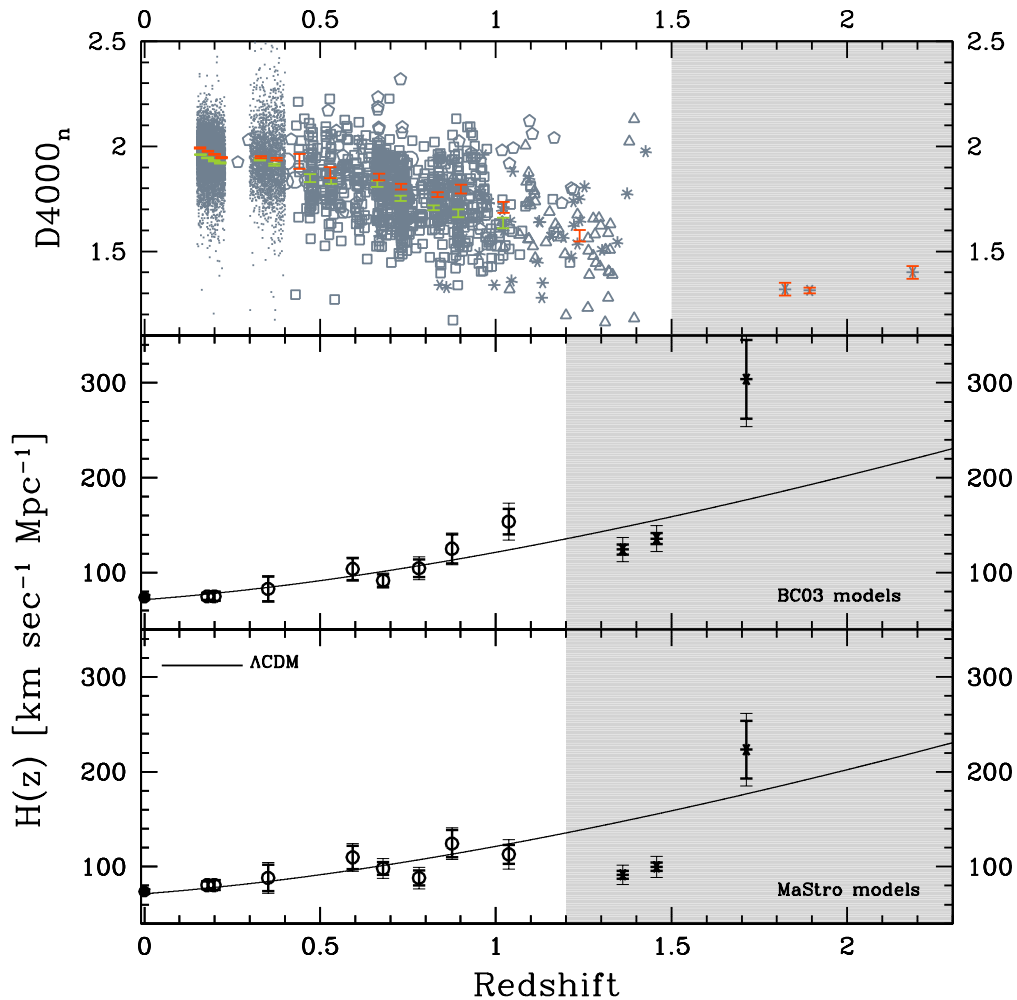 0 0.5 1 1.5 2
2.5 2.5
2 2
1.5 1.5
D4000n
300 300
200 200
100 100
BC03 models
ΛCDM
300 300
200 200
100 100
MaStro models
H(z) [km sec⁻¹ Mpc⁻¹]
0 0.5 1 1.5 2
Redshift